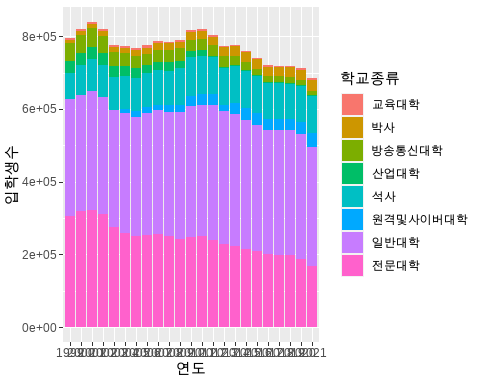 8e+05
6e+05
4e+05
2e+05
0e+00
입학생수
연도
학교종류
교육대학
박사
방송통신대학
산업대학
석사
원격및사이버대학
일반대학
전문대학